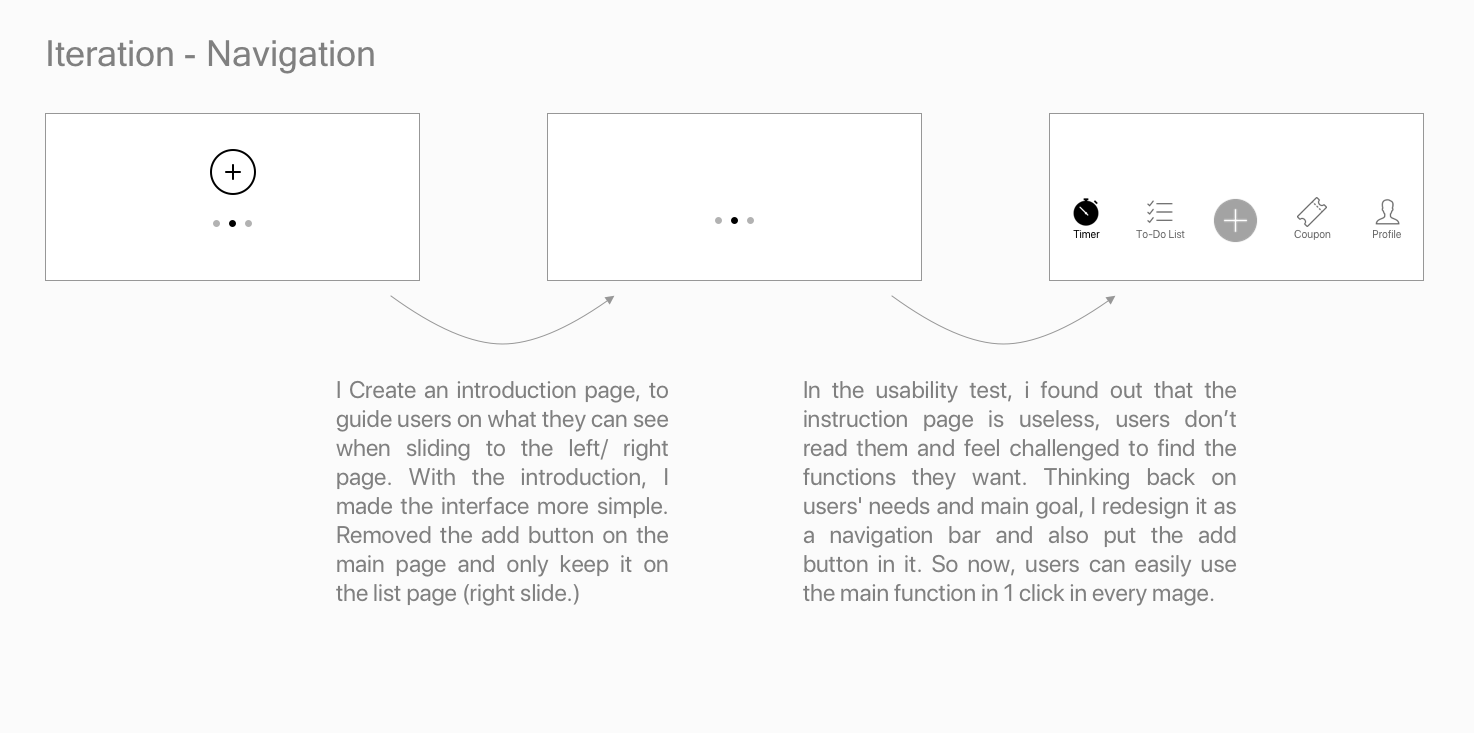 Iteration - Navigation
Timer
To-Do List
Coupon
Profile
I Create an introduction page, to
guide users on what they can see
when sliding to the left/ right
page. With the introduction, I
made the interface more simple.
Removed the add button on the
main page and only keep it on
the list page (right slide.)
In the usability test, i found out that the
instruction page is useless, users don’t
read them and feel challenged to find the
functions they want. Thinking back on
users' needs and main goal, I redesign it as
a navigation bar and also put the add
button in it. So now, users can easily use
the main function in 1 click in every mage.